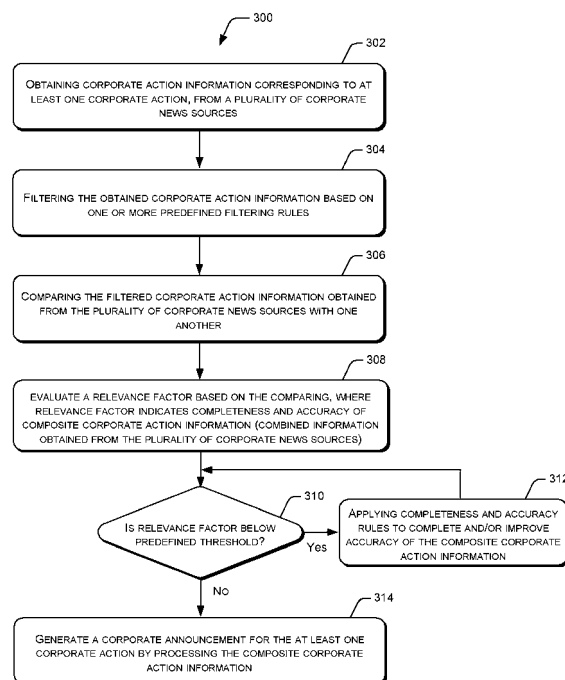 300
302
OBTAINING CORPORATE ACTION INFORMATION CORRESPONDING TO AT
LEAST ONE CORPORATE ACTION, FROM A PLURALITY OF CORPORATE
NEWS SOURCES
304
FILTERING THE OBTAINED CORPORATE ACTION INFORMATION BASED ON
ONE OR MORE PREDEFINED FILTERING RULES
306
COMPARING THE FILTERED CORPORATE ACTION INFORMATION OBTAINED
FROM THE PLURALITY OF CORPORATE NEWS SOURCES WITH ONE
ANOTHER
308
EVALUATE A RELEVANCE FACTOR BASED ON THE COMPARING, WHERE
RELEVANCE FACTOR INDICATES COMPLETENESS AND ACCURACY OF
COMPOSITE CORPORATE ACTION INFORMATION (COMBINED INFORMATION
OBTAINED FROM THE PLURALITY OF CORPORATE NEWS SOURCES)
310
IS RELEVANCE FACTOR BELOW
PREDEFINED THRESHOLD?
Yes
312
APPLYING COMPLETENESS AND ACCURACY
RULES TO COMPLETE AND/OR IMPROVE
ACCURACY OF THE COMPOSITE CORPORATE
ACTION INFORMATION
No
314
GENERATE A CORPORATE ANNOUNCEMENT FOR THE AT LEAST ONE
CORPORATE ACTION BY PROCESSING THE COMPOSITE CORPORATE
ACTION INFORMATION